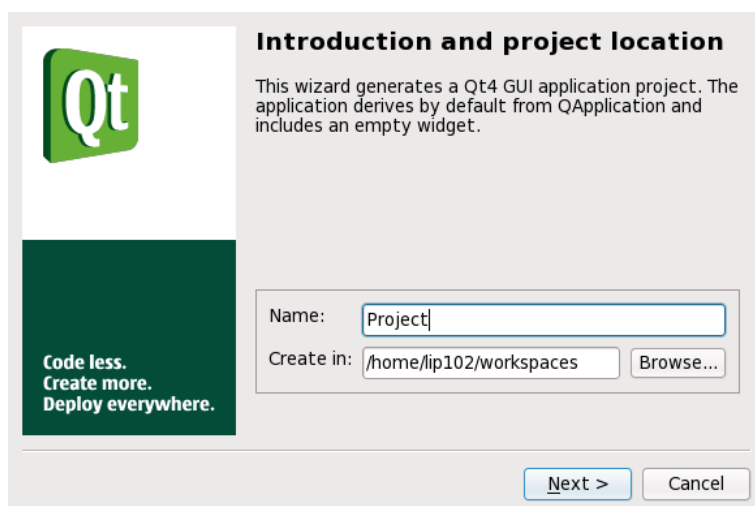 Qt
Introduction and project location
This wizard generates a Qt4 GUI application project. The
application derives by default from QApplication and
includes an empty widget.
Name: Project
Create in: /home/lip102/workspaces Browse...
Code less.
Create more.
Deploy everywhere.
Next > Cancel